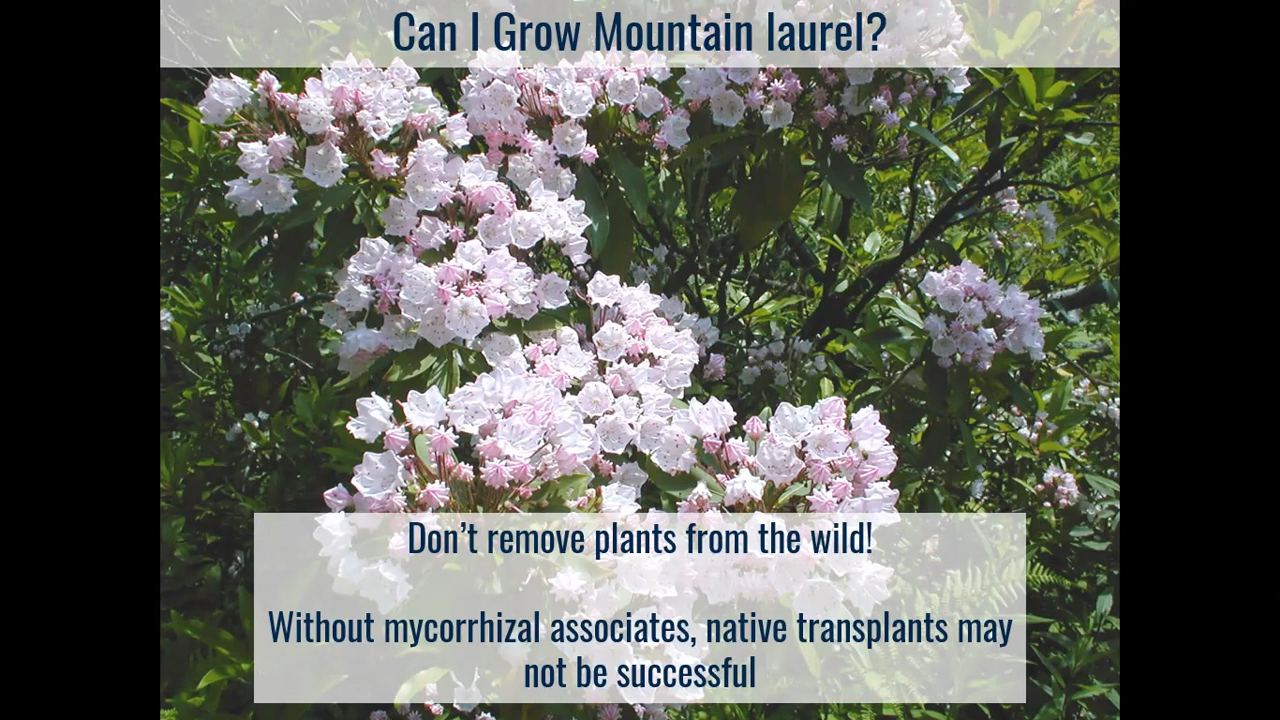 Can I Grow Mountain laurel?
Don’t remove plants from the wild!
Without mycorrhizal associates, native transplants may
not be successful